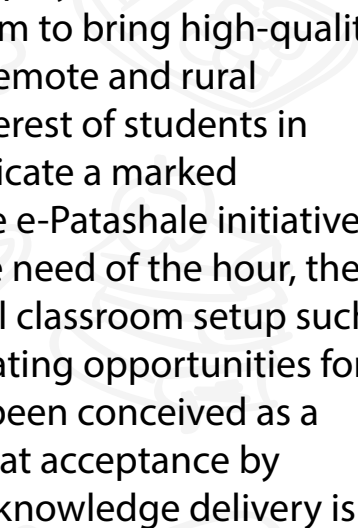 m to bring high-qualit
emote and rural
erest of students in
icate a marked
e e-Patashale initiative
e need of the hour, the
l classroom setup such
ating opportunities for
been conceived as a
at acceptance by
knowledge delivery is